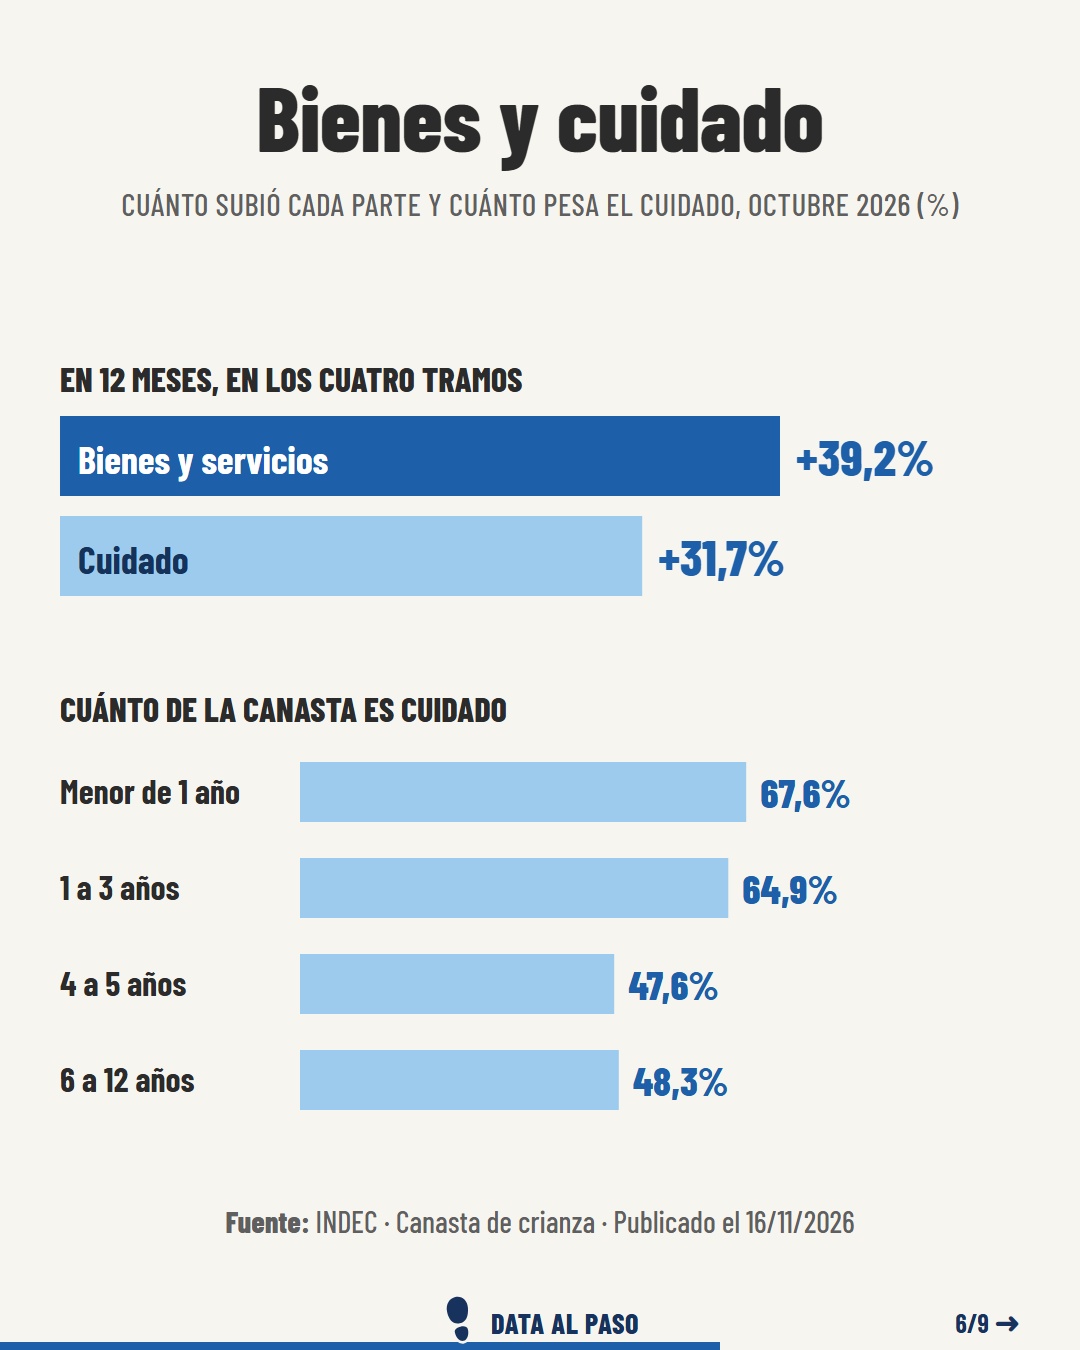 Bienes y cuidado
CUÁNTO SUBIÓ CADA PARTE Y CUÁNTO PESA EL CUIDADO, OCTUBRE 2026 (%)
EN 12 MESES, EN LOS CUATRO TRAMOS
Bienes y servicios +39,2%
Cuidado +31,7%
CUÁNTO DE LA CANASTA ES CUIDADO
Menor de 1 año 67,6%
1 a 3 años 64,9%
4 a 5 años 47,6%
6 a 12 años 48,3%
Fuente: INDEC · Canasta de crianza · Publicado el 16/11/2026
DATA AL PASO 6/9 →